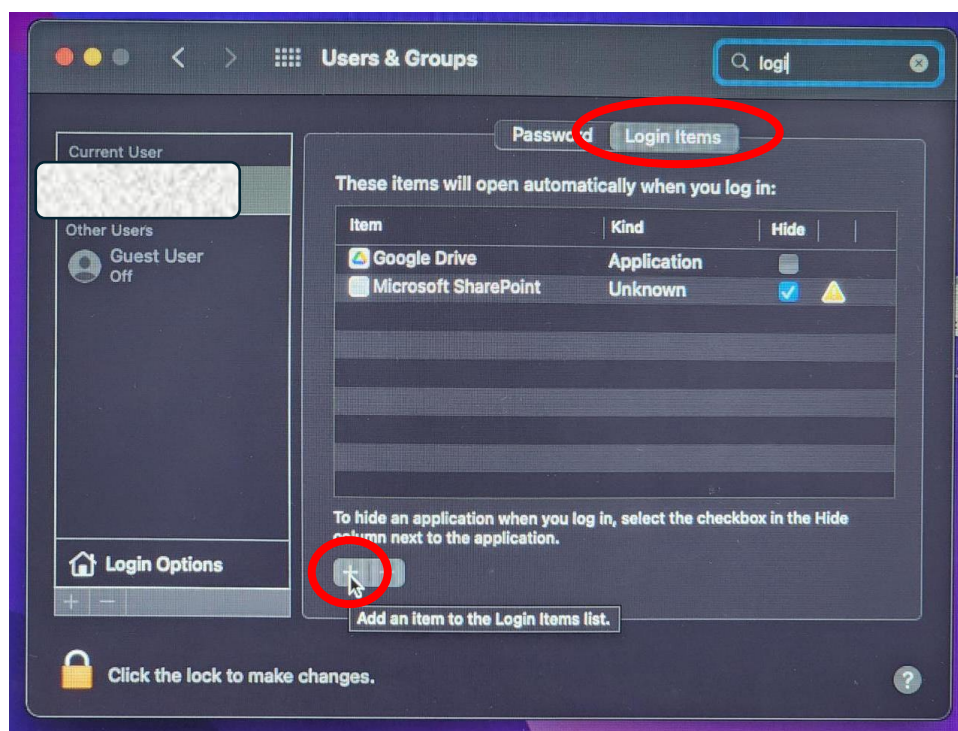 Users & Groups
logi
Password
Login Items
Current User
Other Users
Guest User
Off
Login Options
+ −
These items will open automatically when you log in:
Item Kind Hide
Google Drive Application
Microsoft SharePoint Unknown
To hide an application when you log in, select the checkbox in the Hide
column next to the application.
+ −
Add an item to the Login Items list.
Click the lock to make changes.
?